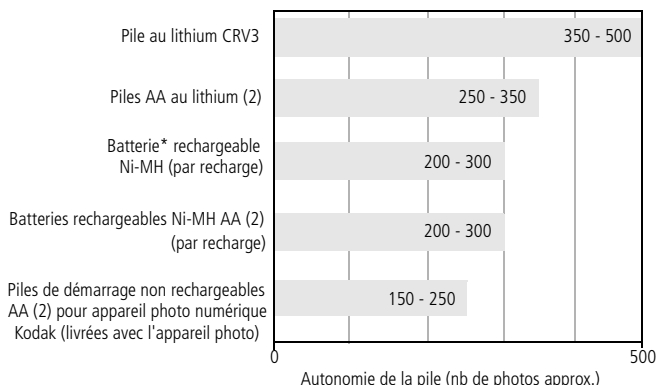 Pile au lithium CRV3
350 - 500
Piles AA au lithium (2)
250 - 350
Batterie* rechargeable
Ni-MH (par recharge)
200 - 300
Batteries rechargeables Ni-MH AA (2)
(par recharge)
200 - 300
Piles de démarrage non rechargeables
AA (2) pour appareil photo numérique
Kodak (livrées avec l'appareil photo)
150 - 250
0
500
Autonomie de la pile (nb de photos approx.)